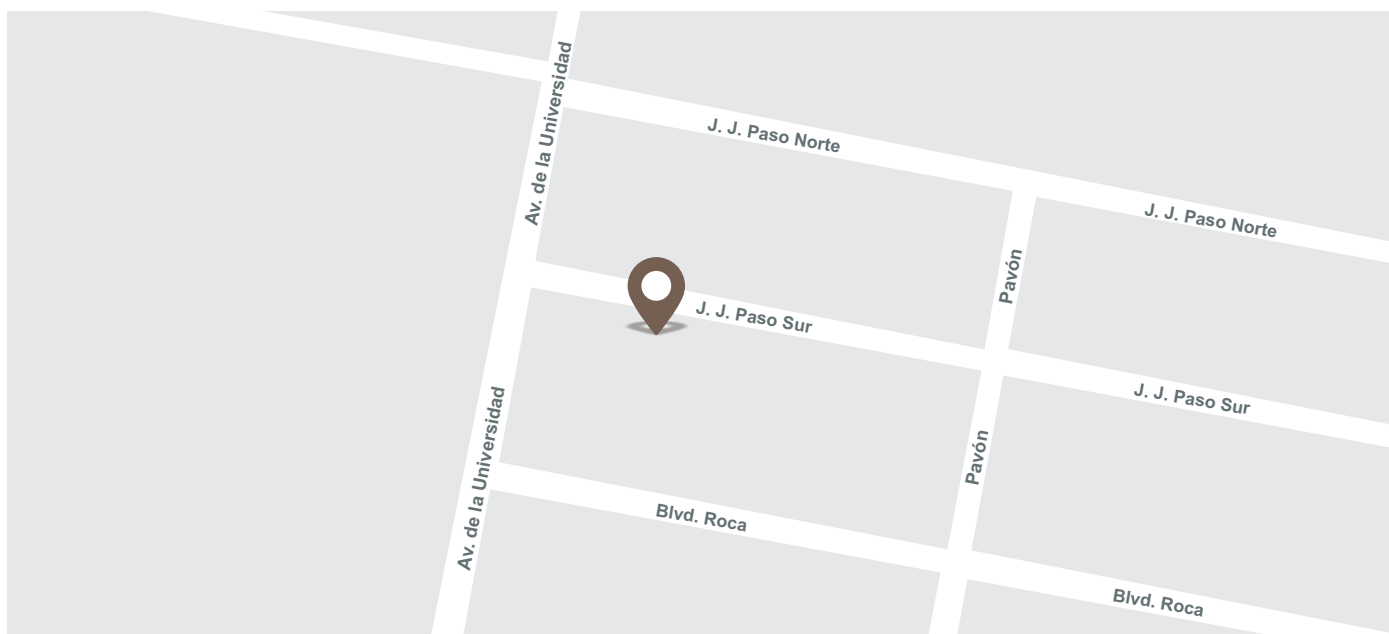 Av. de la Universidad
J. J. Paso Norte
J. J. Paso Norte
Pavón
J. J. Paso Sur
J. J. Paso Sur
Av. de la Universidad
Pavón
Blvd. Roca
Blvd. Roca